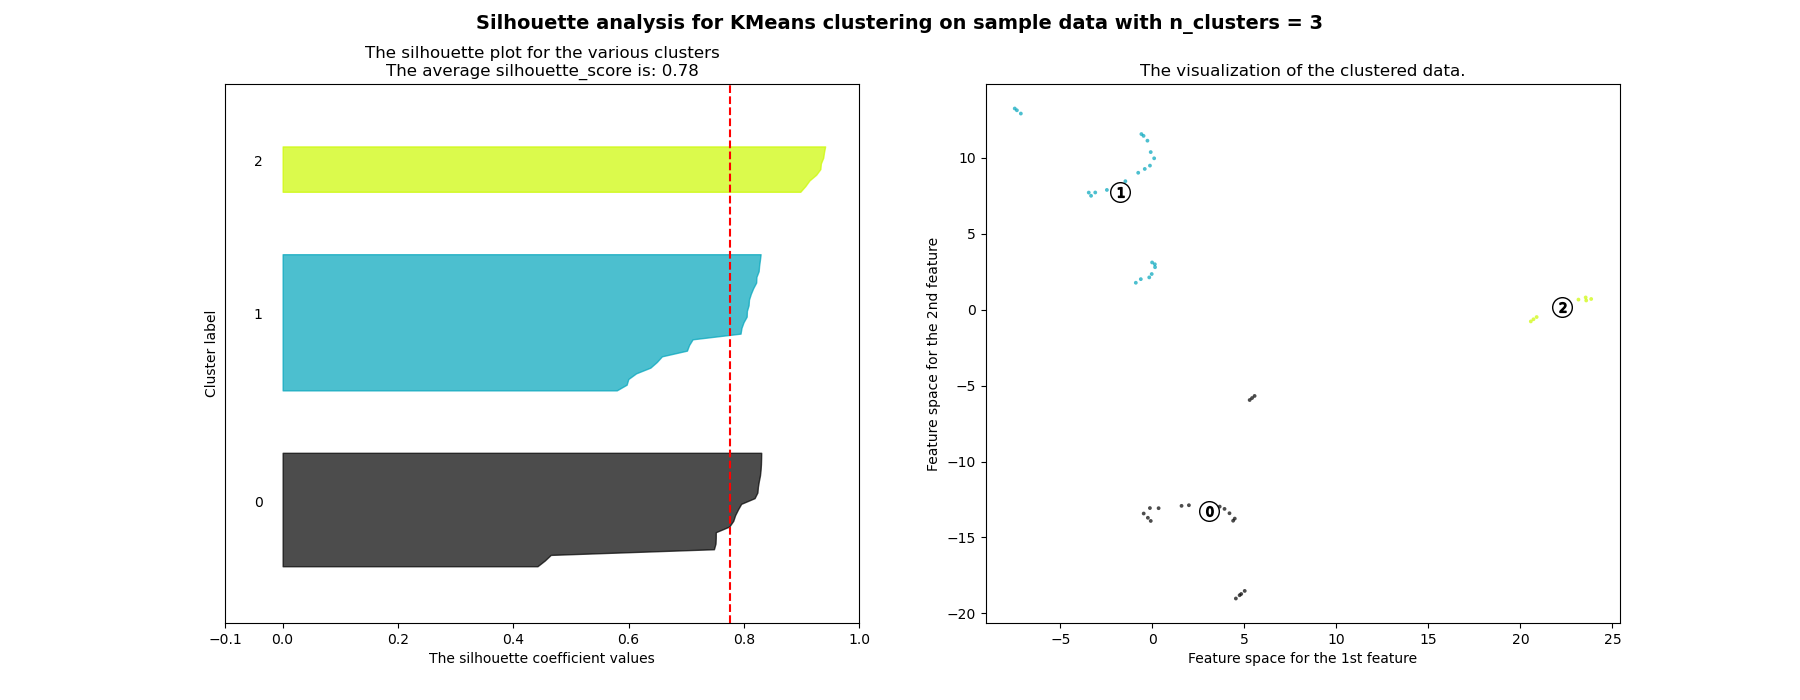 Silhouette analysis for KMeans clustering on sample data with n_clusters = 3
The silhouette plot for the various clusters
The average silhouette_score is: 0.78
2
1
0
Cluster label
−0.1 0.0 0.2 0.4 0.6 0.8 1.0
The silhouette coefficient values
The visualization of the clustered data.
10
5
0
−5
−10
−15
−20
Feature space for the 2nd feature
1
2
0
−5 0 5 10 15 20 25
Feature space for the 1st feature